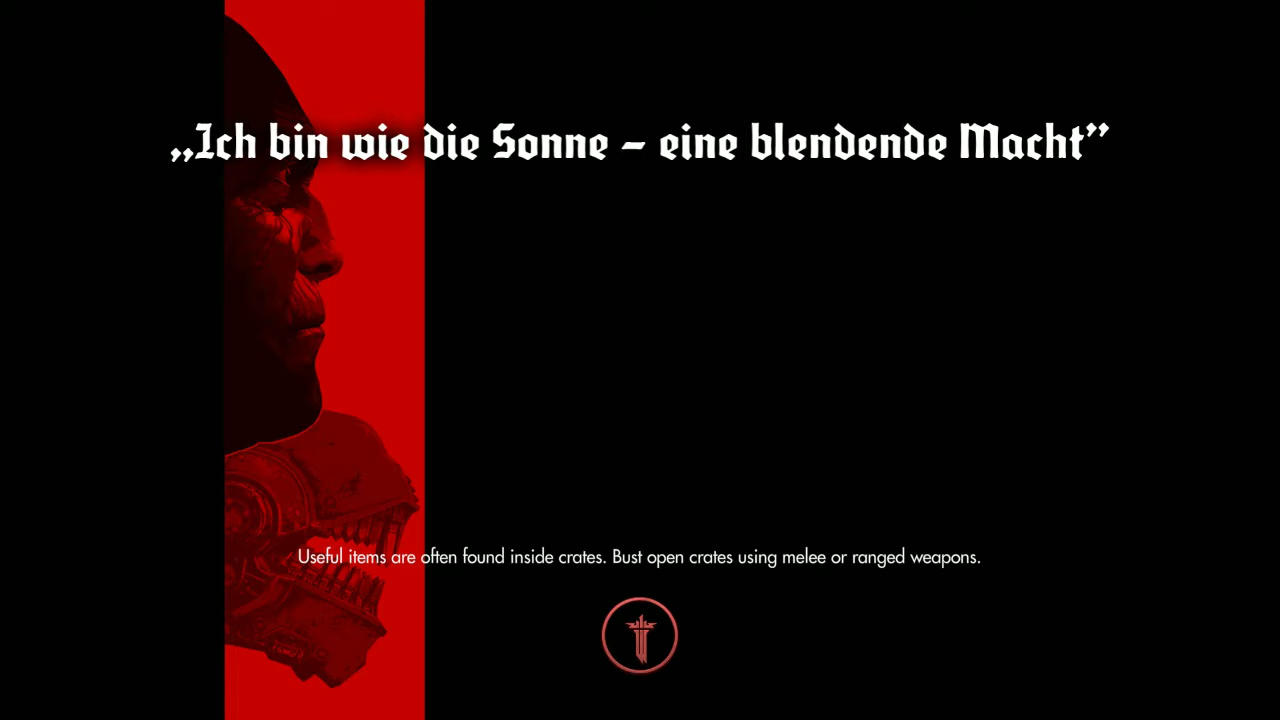 „Ich bin wie die Sonne – eine blendende Macht”
Useful items are often found inside crates. Bust open crates using melee or ranged weapons.